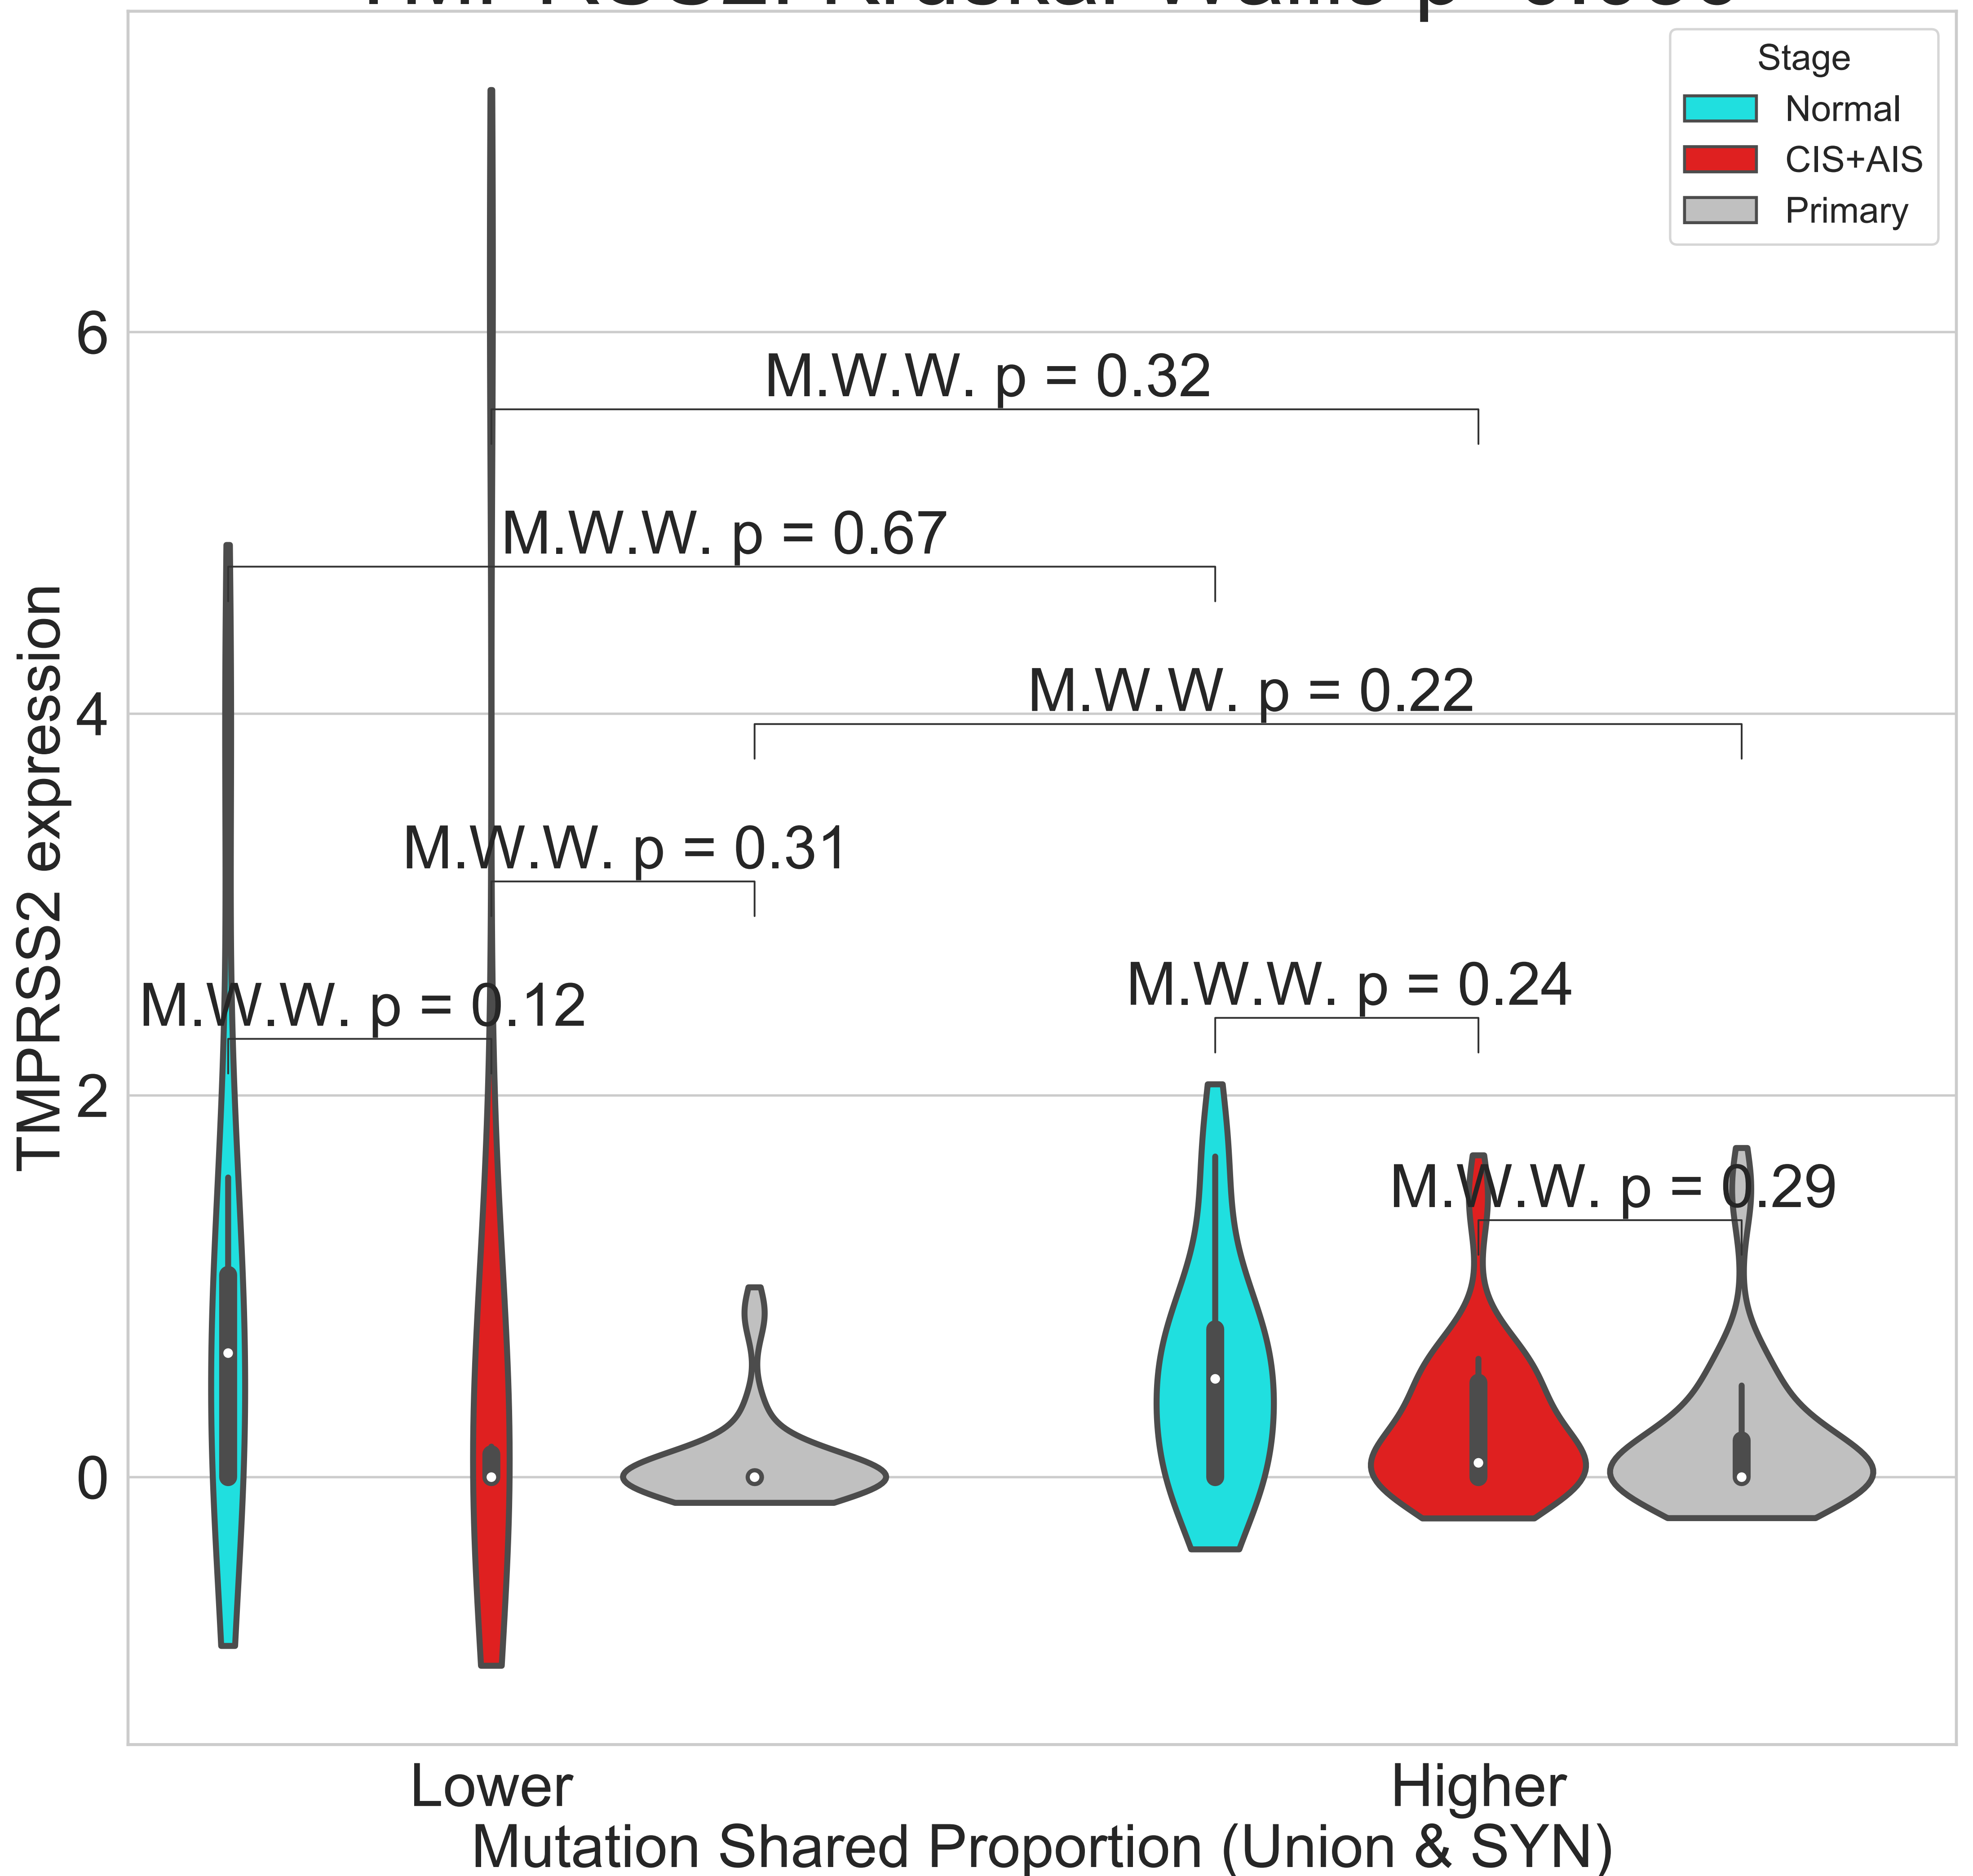 Stage
Normal
CIS+AIS
Primary
6
M.W.W. p = 0.32
M.W.W. p = 0.67
4
M.W.W. p = 0.22
M.W.W. p = 0.31
M.W.W. p = 0.24
M.W.W. p = 0.12
2
M.W.W. p = 0.29
0
TMPRSS2 expression
Lower
Higher
Mutation Shared Proportion (Union & SYN)